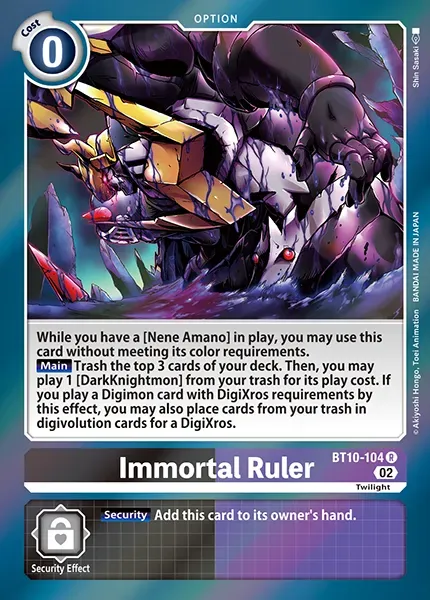 OPTION
Cost
0
Shin Sasaki
While you have a [Nene Amano] in play, you may use this
card without meeting its color requirements.
Main Trash the top 3 cards of your deck. Then, you may
play 1 [DarkKnightmon] from your trash for its play cost. If
you play a Digimon card with DigiXros requirements by
this effect, you may also place cards from your trash in
digivolution cards for a DigiXros.
©Akiyoshi Hongo, Toei Animation BANDAI MADE IN JAPAN
Immortal Ruler
BT10-104 R
02
Twilight
Security Add this card to its owner's hand.
Security Effect